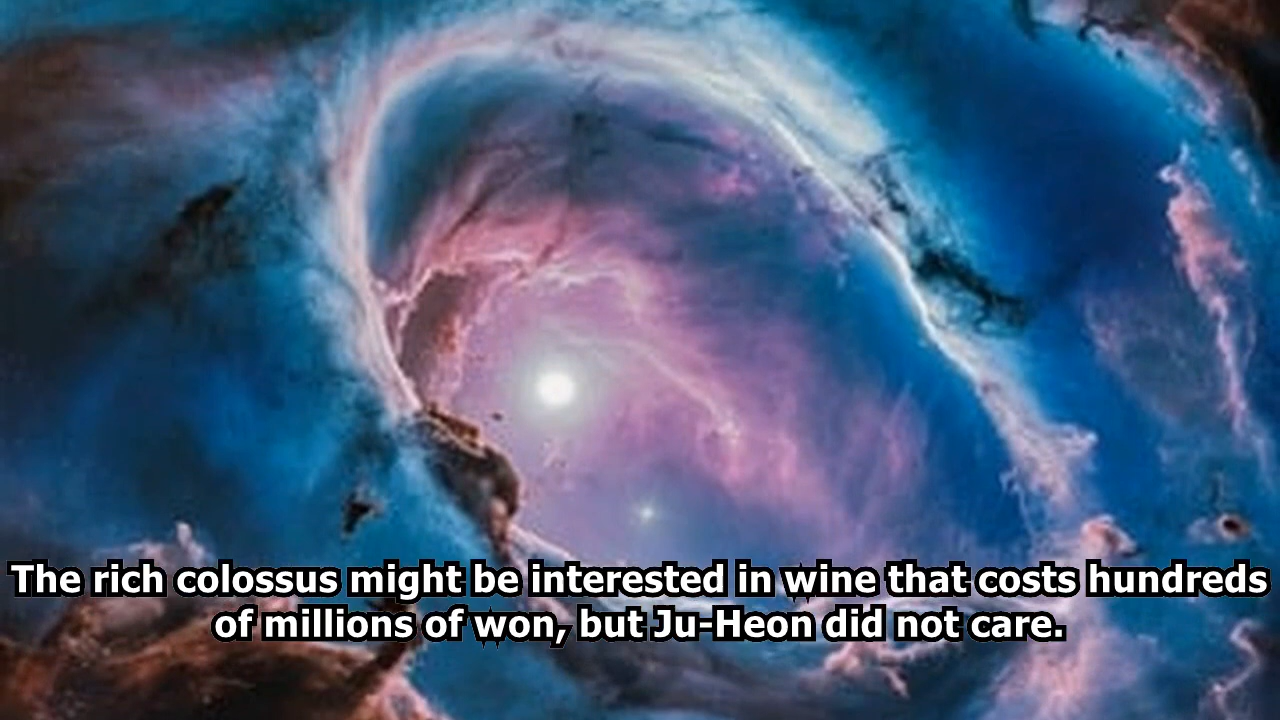 The rich colossus might be interested in wine that costs hundreds
of millions of won, but Ju-Heon did not care.